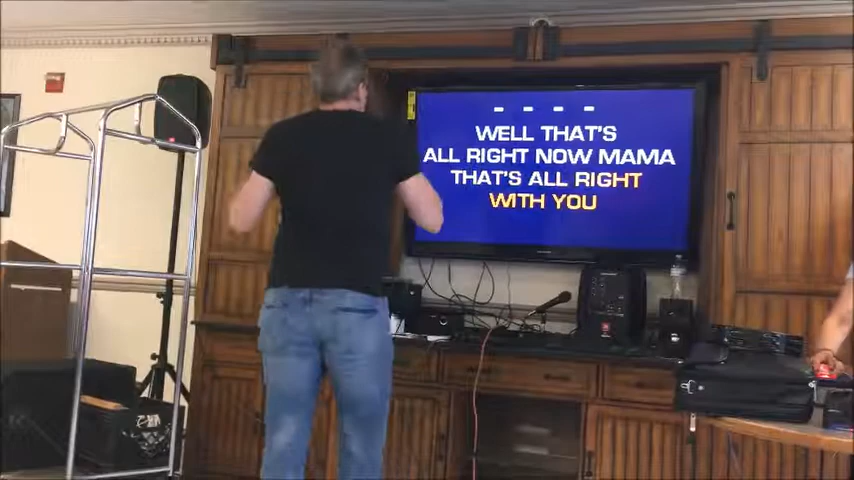 WELL THAT'S
ALL RIGHT NOW MAMA
THAT'S ALL RIGHT
WITH YOU